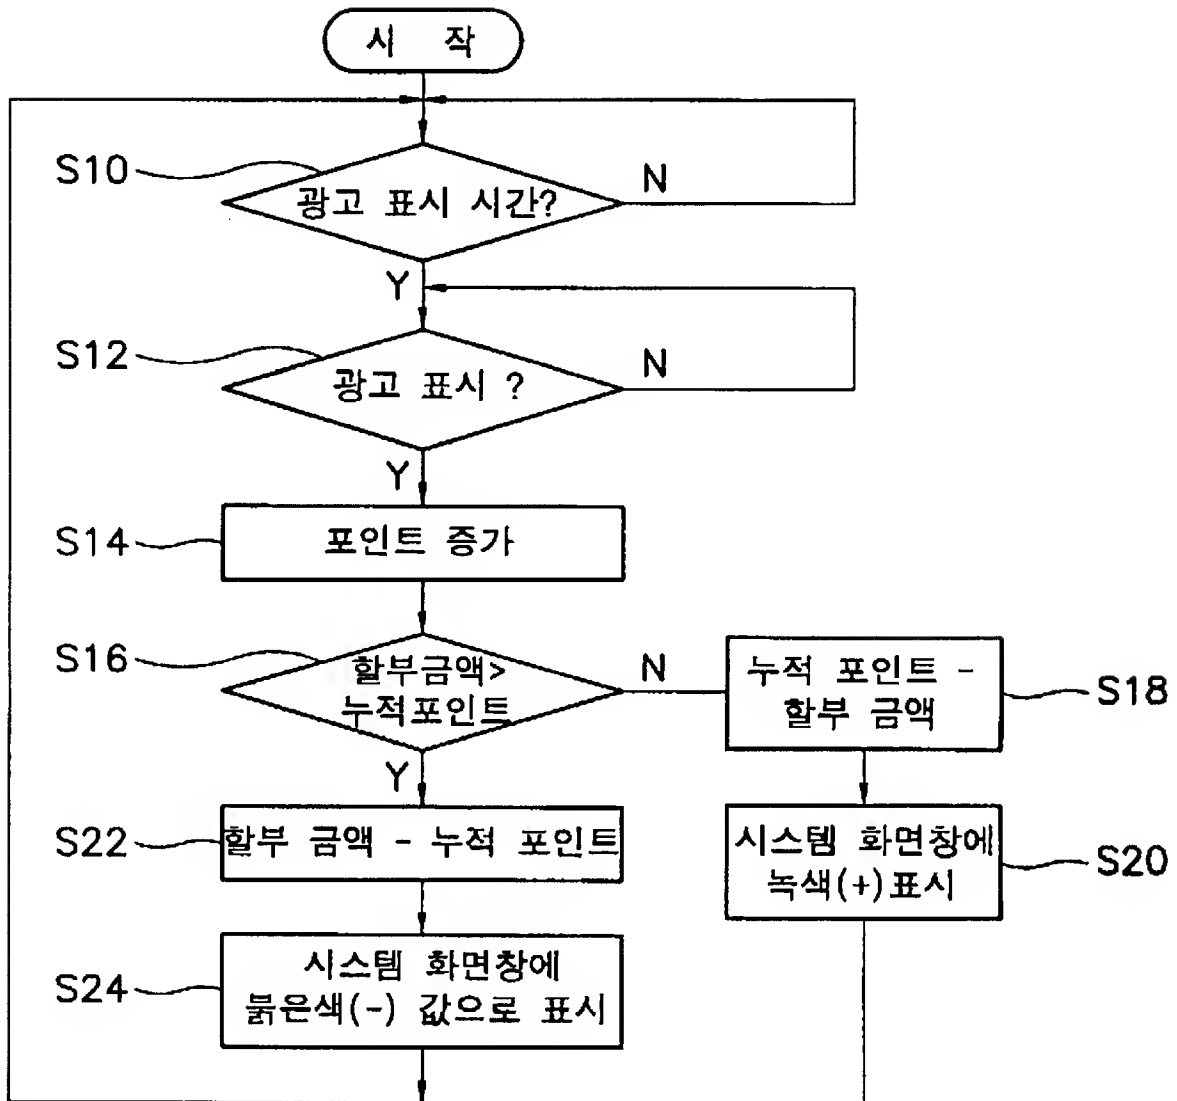 시 작
S10
광고 표시 시간?
N
Y
S12
광고 표시 ?
N
Y
S14
포인트 증가
S16
할부금액>
누적포인트
N
누적 포인트 -
할부 금액
S18
Y
S22
할부 금액 - 누적 포인트
시스템 화면창에
녹색(+)표시
S20
S24
시스템 화면창에
붉은색(-) 값으로 표시